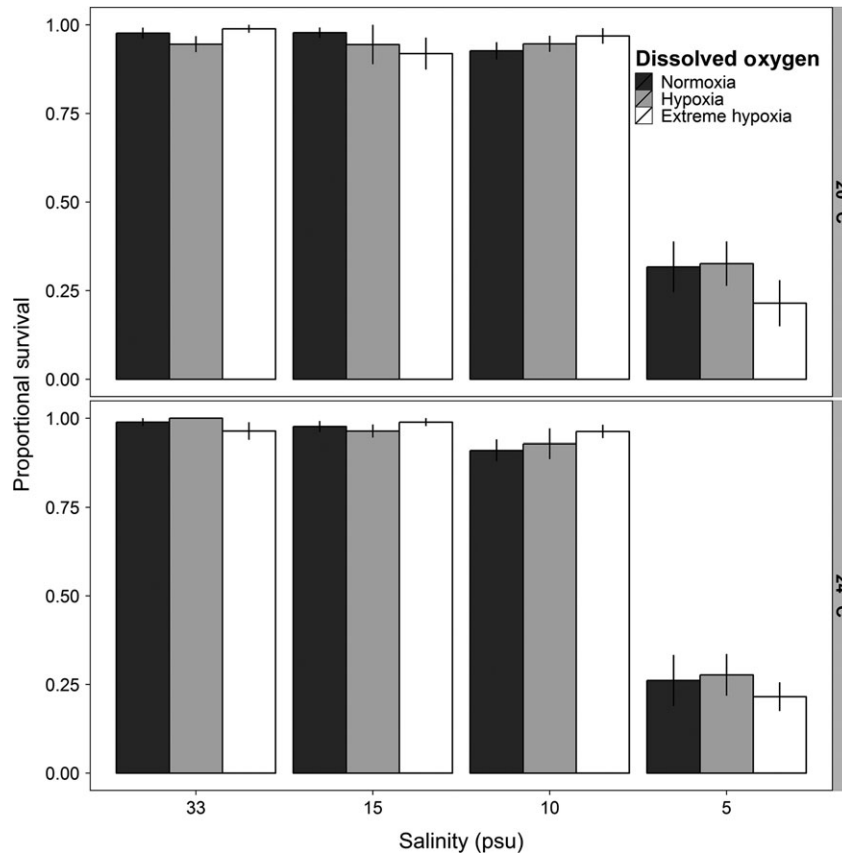 1.00
0.75
0.50
0.25
0.00
Dissolved oxygen
Normoxia
Hypoxia
Extreme hypoxia
Proportional survival
1.00
0.75
0.50
0.25
0.00
33
15
10
5
Salinity (psu)